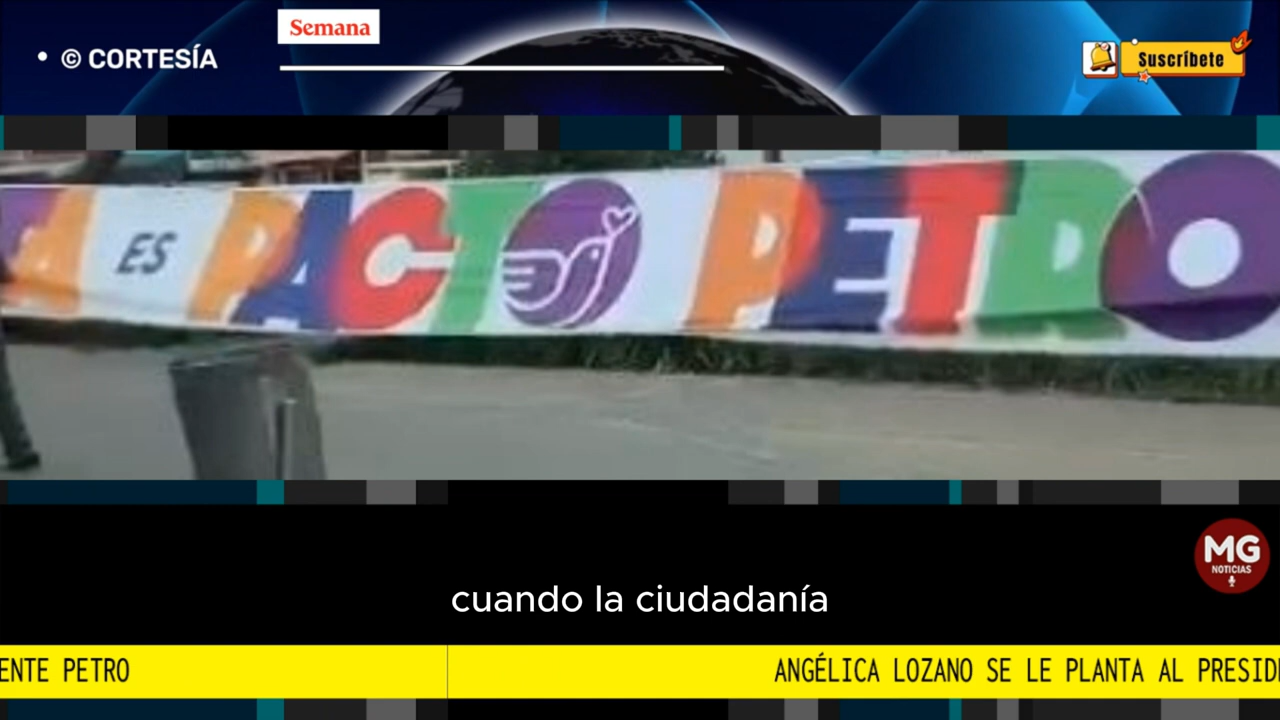 Semana
• © CORTESÍA
Suscríbete
ES PACTO PETRO
MG
NOTICIAS
cuando la ciudadanía
ENTE PETRO
ANGÉLICA LOZANO SE LE PLANTA AL PRESID